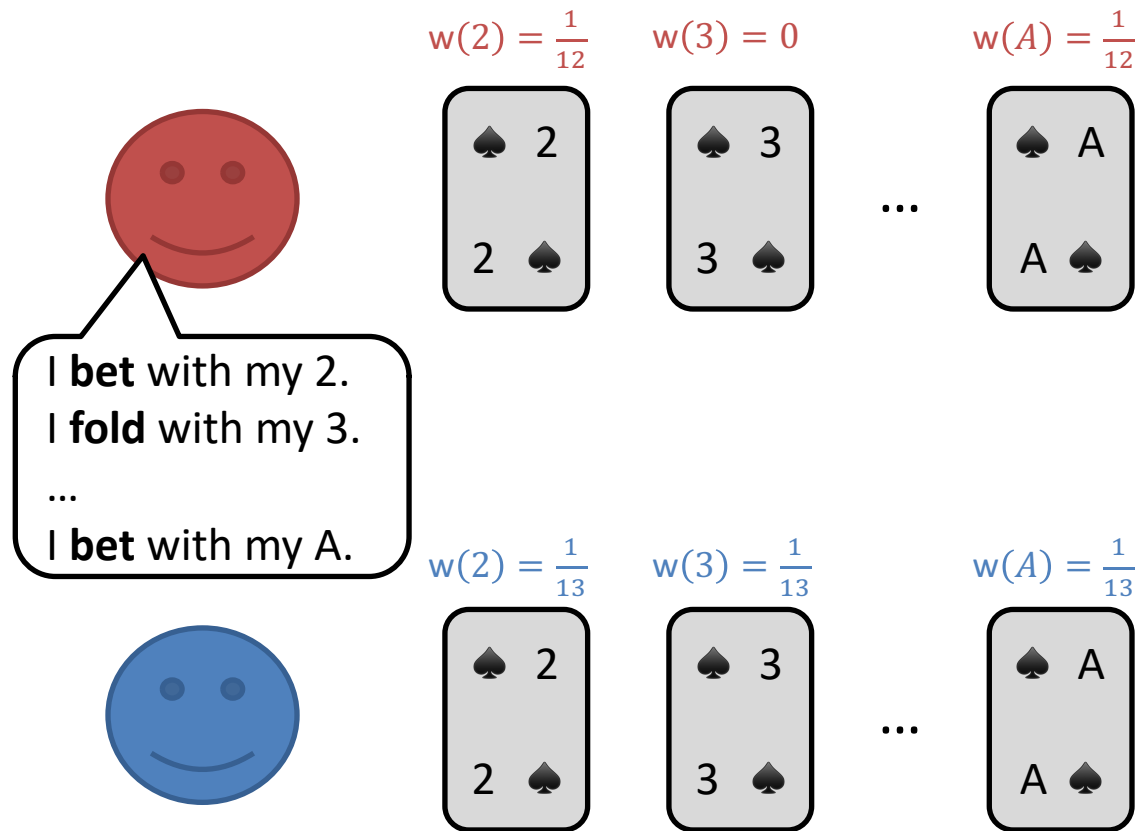 w(2) = 1/12 w(3) = 0 w(A) = 1/12
♠ 2 ♠ 3 ♠ A
...
2 ♠ 3 ♠ A ♠
I bet with my 2.
I fold with my 3.
...
I bet with my A.
w(2) = 1/13 w(3) = 1/13 w(A) = 1/13
♠ 2 ♠ 3 ♠ A
...
2 ♠ 3 ♠ A ♠